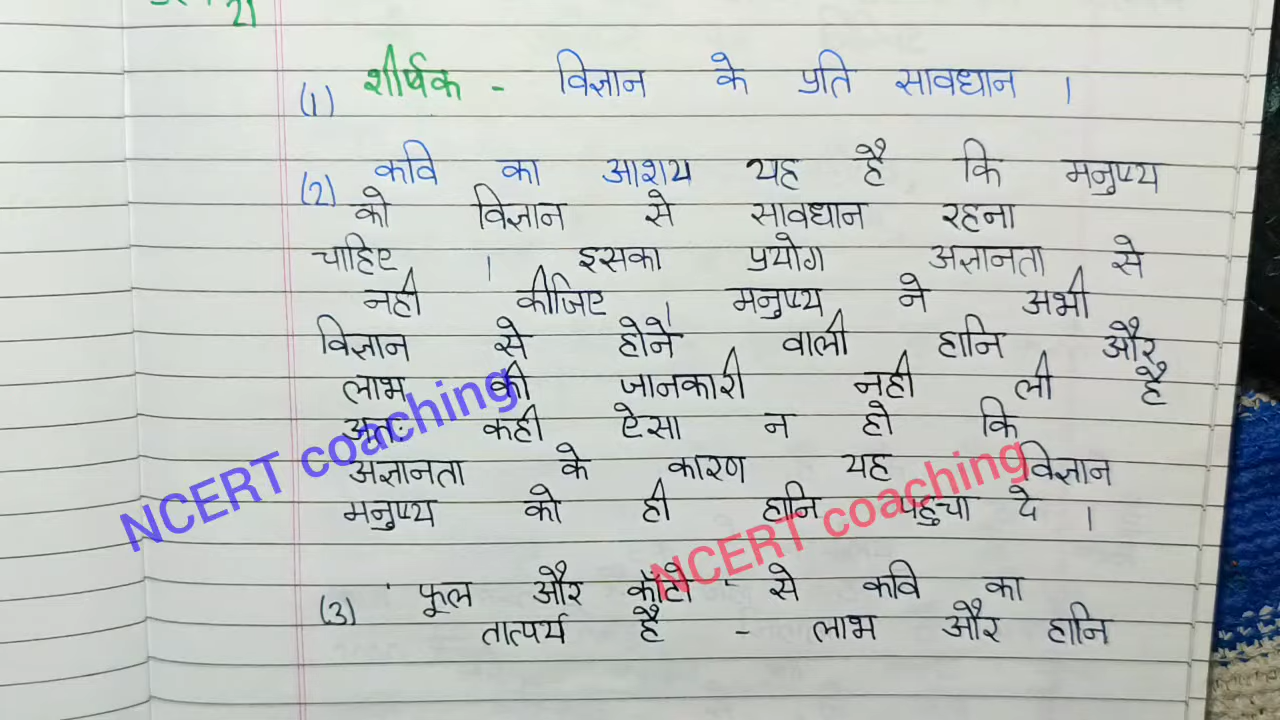 21
(1) शीर्षक - विज्ञान के प्रति सावधान ।
(2) कवि का आशय यह है कि मनुष्य
को विज्ञान से सावधान रहना
चाहिए । इसका प्रयोग अज्ञानता से
नही कीजिए । मनुष्य ने अभी
विज्ञान से होने वाली हानि और
लाभ की जानकारी नही ली है
अतः कही ऐसा न हो कि
अज्ञानता के कारण यह विज्ञान
मनुष्य को ही हानि पहुंचा दे ।
NCERT coaching
NCERT coaching
(3) ' फूल और काँटो ' से कवि का
तात्पर्य है - लाभ और हानि